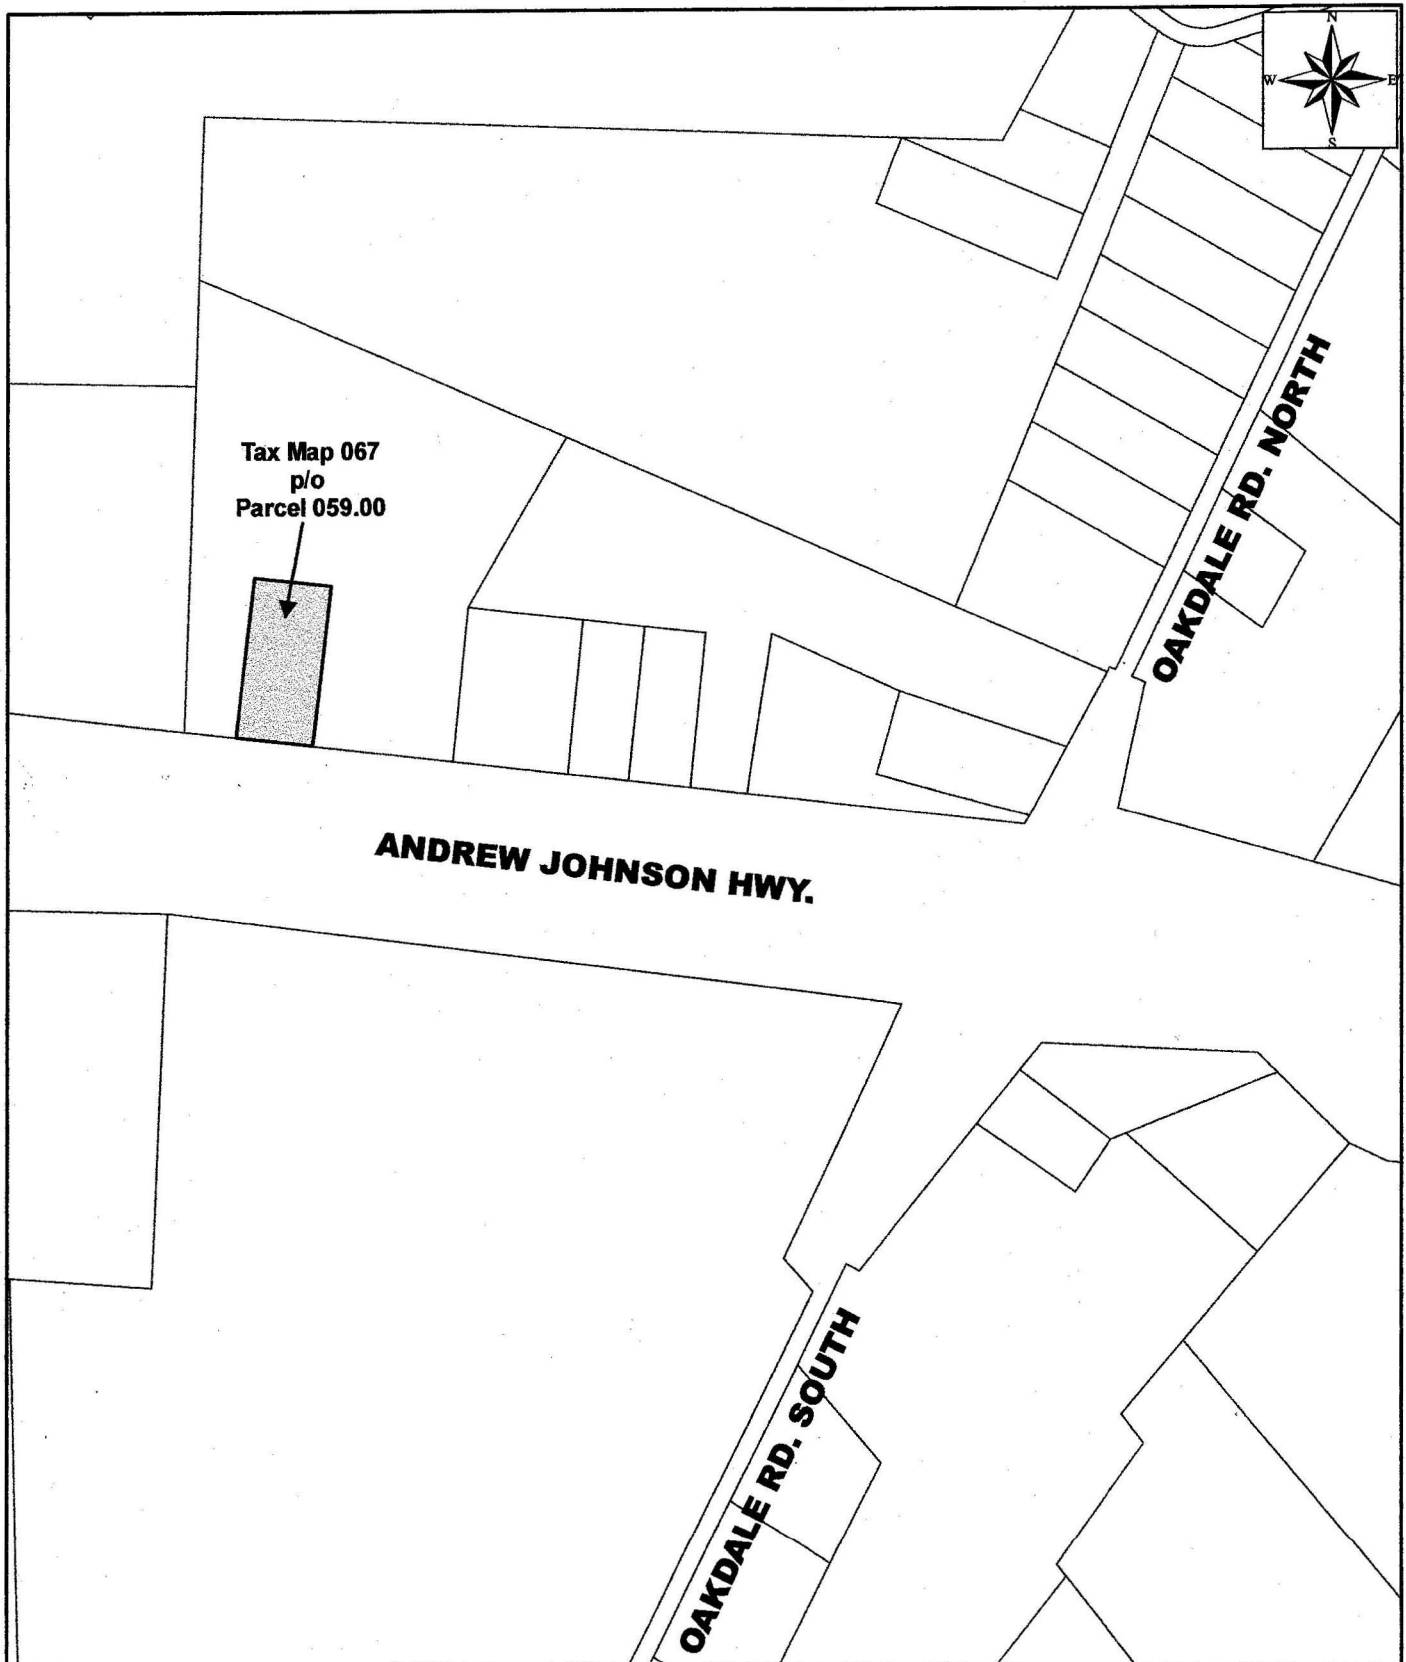 N
W E
S
Tax Map 067
p/o
Parcel 059.00
OAKDALE RD. NORTH
ANDREW JOHNSON HWY.
OAKDALE RD. SOUTH